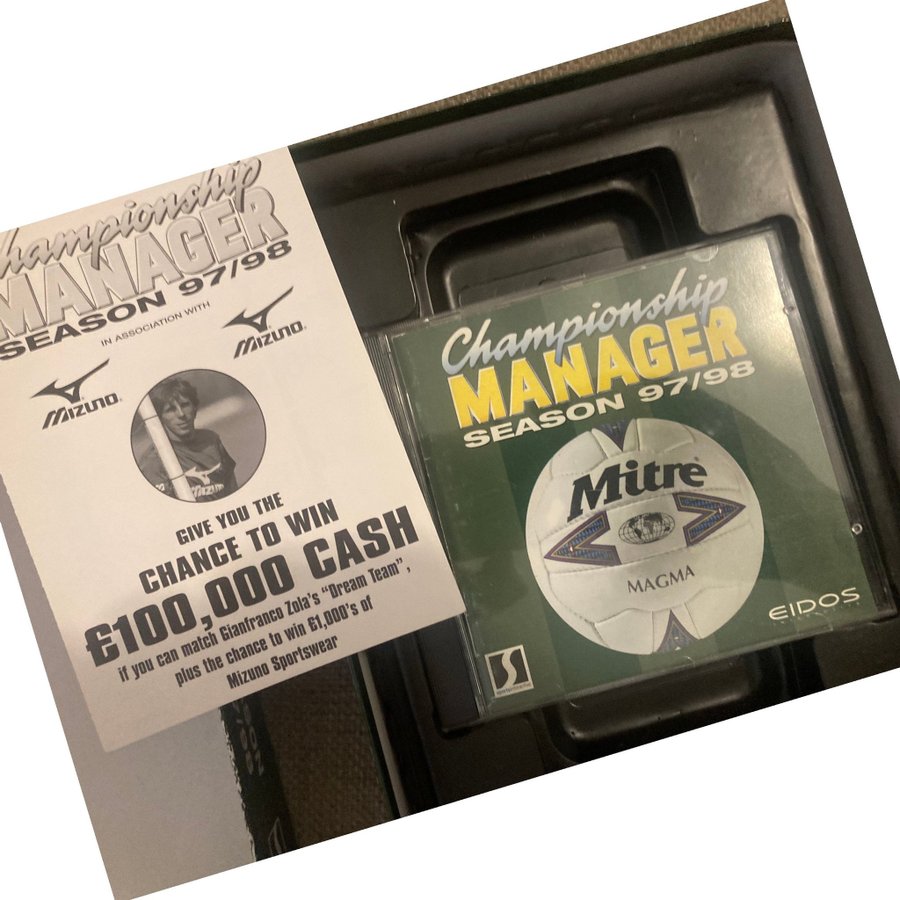 Championship
MANAGER
SEASON 97/98
IN ASSOCIATION WITH
MIZUNO
MIZUNO
GIVE YOU THE
CHANCE TO WIN
£100,000 CASH
if you can match Gianfranco Zola's "Dream Team",
plus the chance to win £1,000's of
Mizuno Sportswear
Championship
MANAGER
SEASON 97/98
Mitre
MAGMA
EIDOS